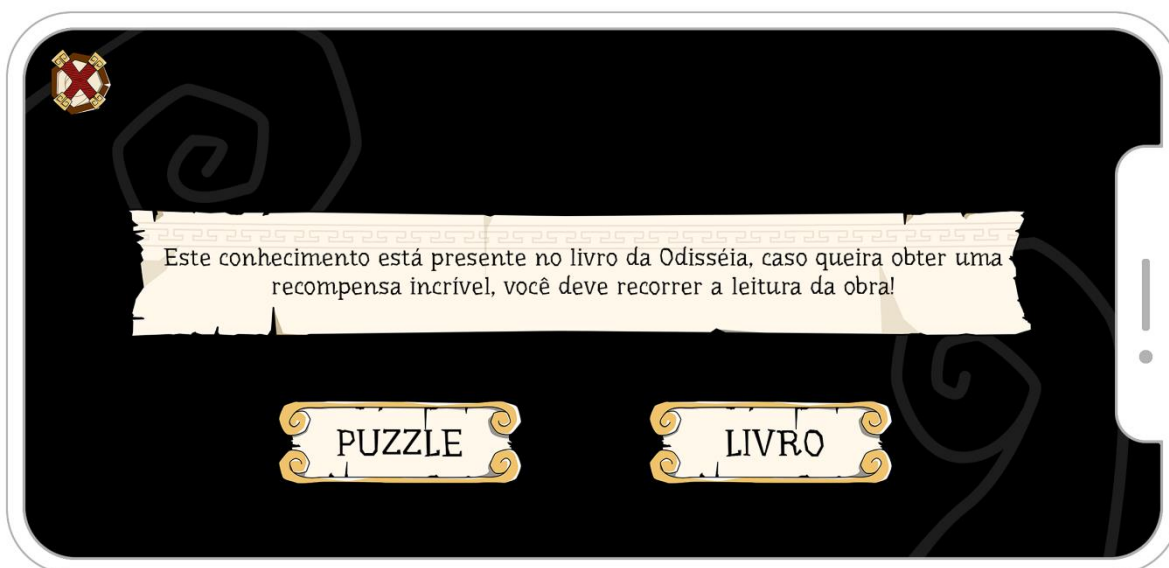 Este conhecimento está presente no livro da Odisséia, caso queira obter uma
recompensa incrível, você deve recorrer a leitura da obra!
PUZZLE
LIVRO